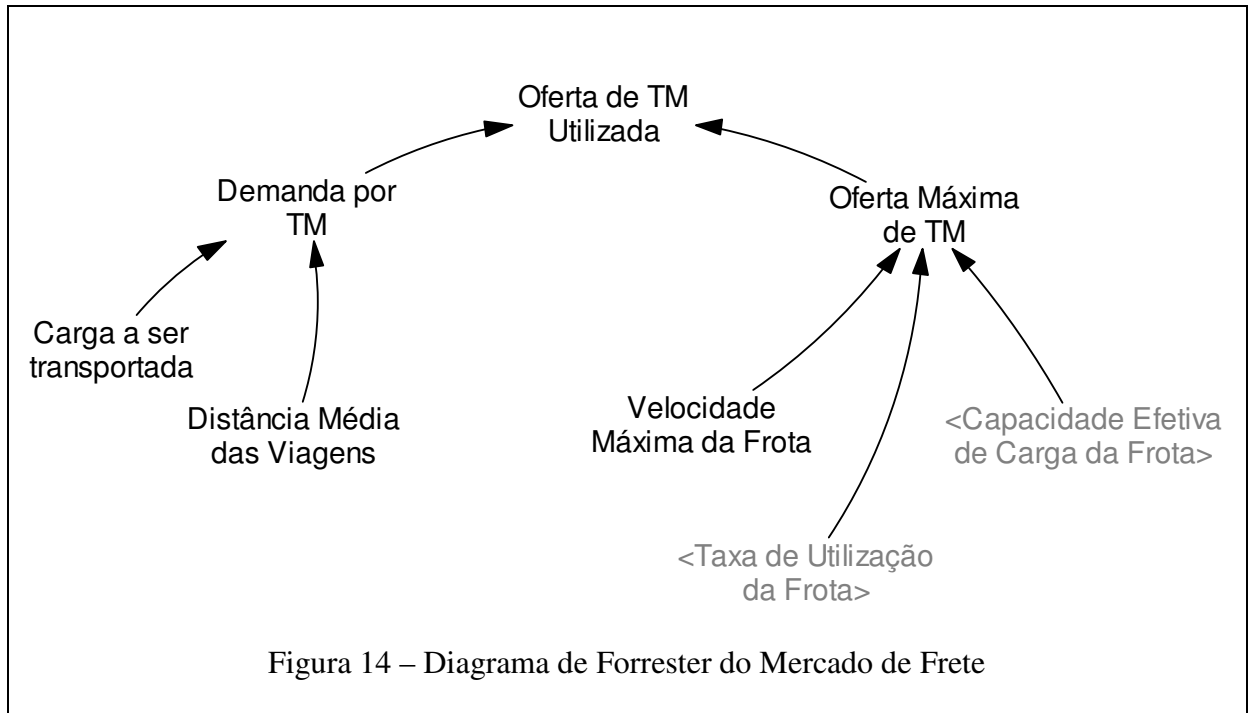 Oferta de TM
Utilizada
Demanda por
TM
Oferta Máxima
de TM
Carga a ser
transportada
Distância Média
das Viagens
Velocidade
Máxima da Frota
<Capacidade Efetiva
de Carga da Frota>
<Taxa de Utilização
da Frota>
Figura 14 – Diagrama de Forrester do Mercado de Frete